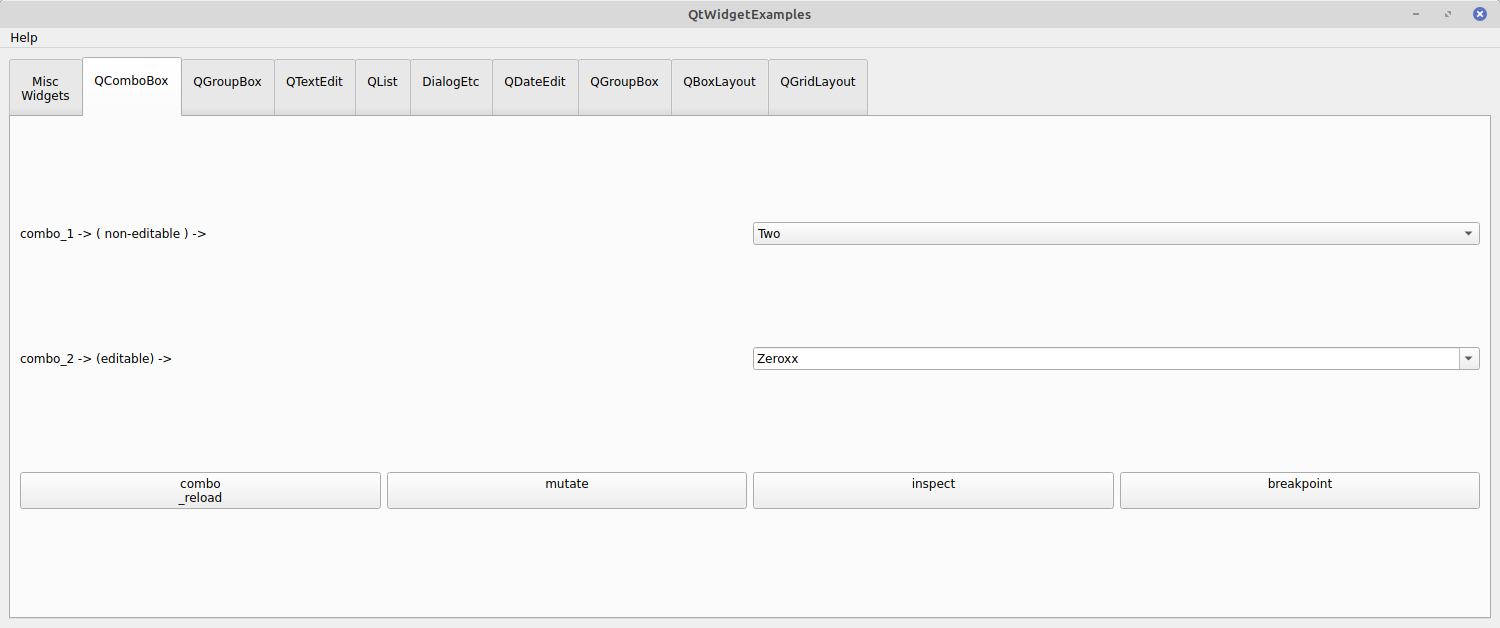 QtWidgetExamples
Help
Misc
Widgets
QComboBox
QGroupBox
QTextEdit
QList
DialogEtc
QDateEdit
QGroupBox
QBoxLayout
QGridLayout
combo_1 -> ( non-editable ) ->
Two
combo_2 -> (editable) ->
Zeroxx
combo
_reload
mutate
inspect
breakpoint